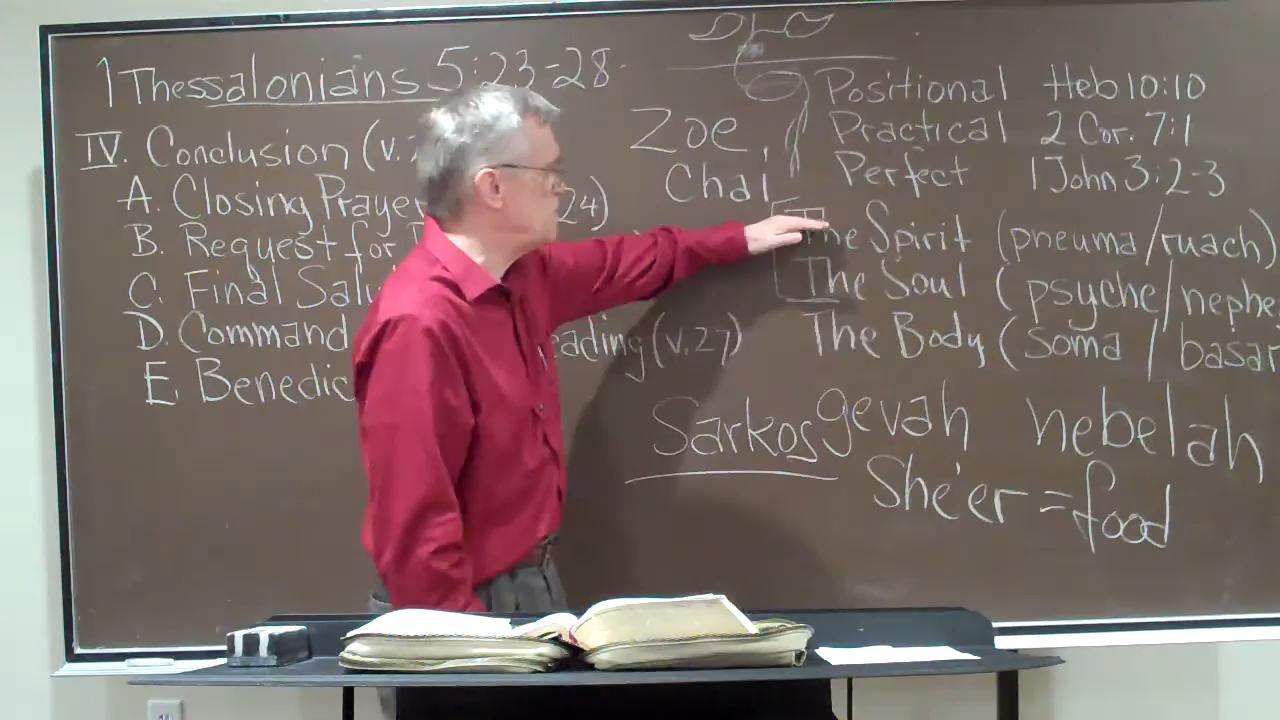 1 Thessalonians 5:23-28
IV. Conclusion (v.
A. Closing Prayer 24)
B. Request for
C. Final Salu
D. Command eading (v.27)
E. Benedic
Zoe
Chai
Positional Heb 10:10
Practical 2 Cor. 7:1
Perfect 1 John 3:2-3
The Spirit (pneuma/ruach)
The Soul (psyche/nephe
The Body (soma / basar
Sarkos gevah nebelah
She'er = food